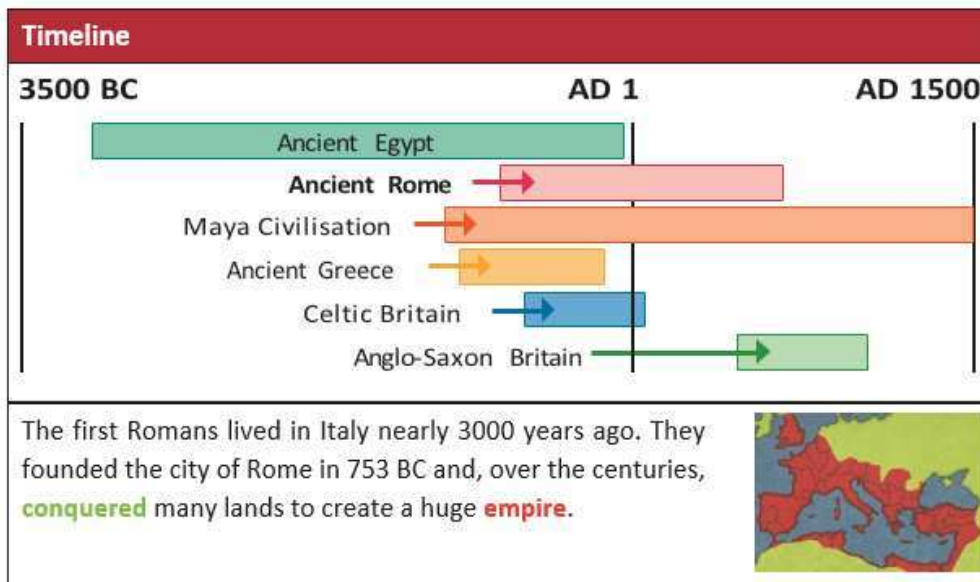 Timeline
3500 BC AD 1 AD 1500
Ancient Egypt
Ancient Rome
Maya Civilisation
Ancient Greece
Celtic Britain
Anglo-Saxon Britain
The first Romans lived in Italy nearly 3000 years ago. They
founded the city of Rome in 753 BC and, over the centuries,
conquered many lands to create a huge empire.